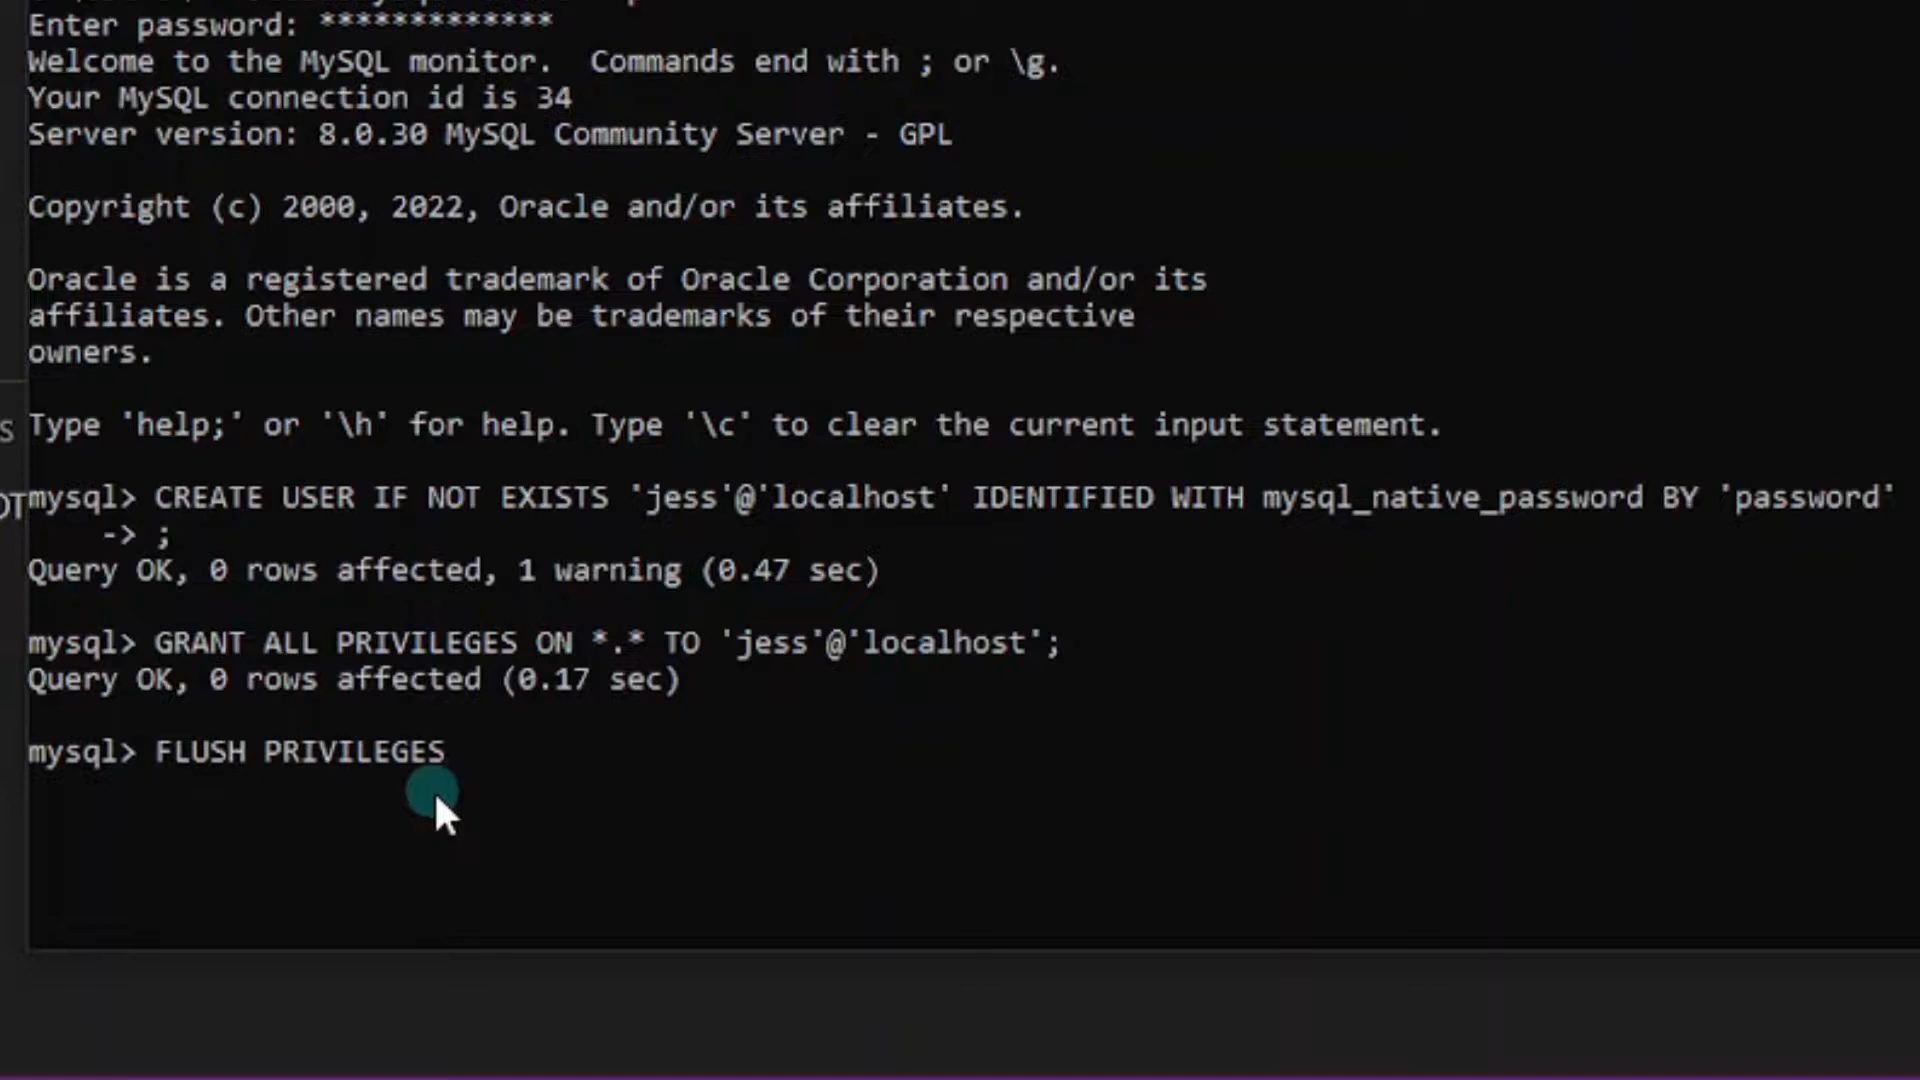 Enter password: *************
Welcome to the MySQL monitor.  Commands end with ; or \g.
Your MySQL connection id is 34
Server version: 8.0.30 MySQL Community Server - GPL
Copyright (c) 2000, 2022, Oracle and/or its affiliates.
Oracle is a registered trademark of Oracle Corporation and/or its
affiliates. Other names may be trademarks of their respective
owners.
Type 'help;' or '\h' for help. Type '\c' to clear the current input statement.
mysql> CREATE USER IF NOT EXISTS 'jess'@'localhost' IDENTIFIED WITH mysql_native_password BY 'password'
    -> ;
Query OK, 0 rows affected, 1 warning (0.47 sec)
mysql> GRANT ALL PRIVILEGES ON *.* TO 'jess'@'localhost';
Query OK, 0 rows affected (0.17 sec)
mysql> FLUSH PRIVILEGES